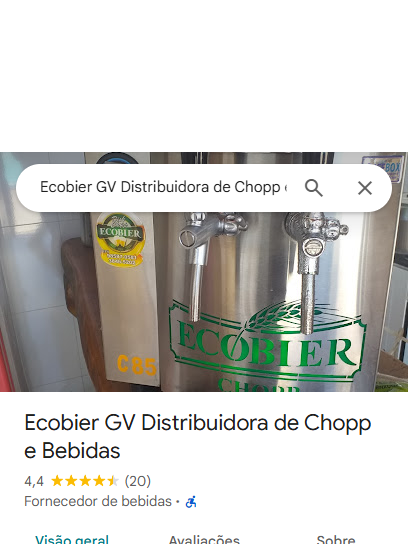 Ecobier GV Distribuidora de Chopp
ECOBIER
C85
ECOBIER
CHOPP
Ecobier GV Distribuidora de Chopp
e Bebidas
4,4 (20)
Fornecedor de bebidas ·
Visão geral
Avaliações
Sobre